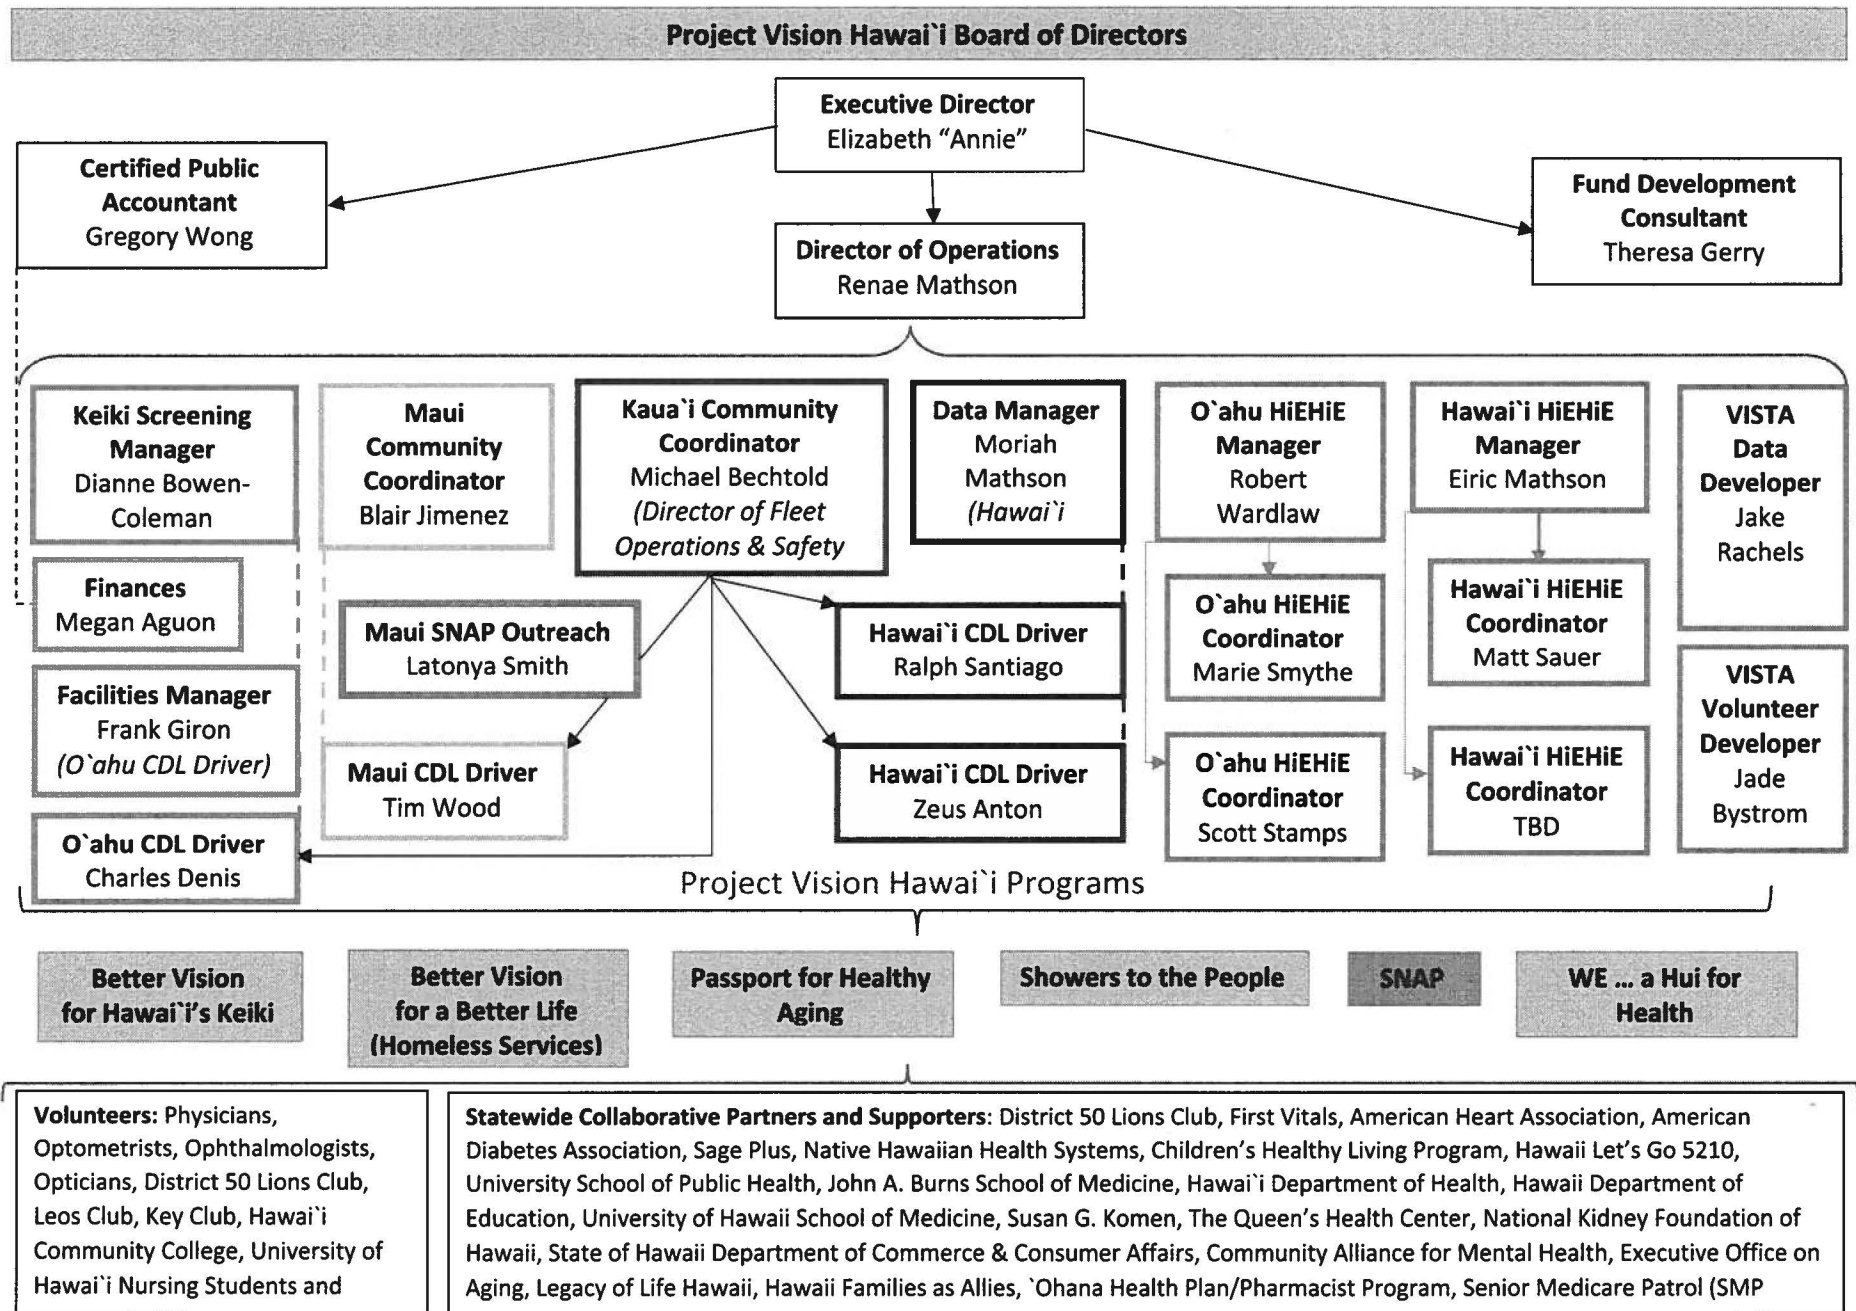 Project Vision Hawai`i Board of Directors
Executive Director
Elizabeth “Annie”
Certified Public
Accountant
Gregory Wong
Fund Development
Consultant
Theresa Gerry
Director of Operations
Renae Mathson
Keiki Screening
Manager
Dianne Bowen-
Coleman
Maui
Community
Coordinator
Blair Jimenez
Kaua`i Community
Coordinator
Michael Bechtold
(Director of Fleet
Operations & Safety
Data Manager
Moriah
Mathson
(Hawai`i
O`ahu HiEHiE
Manager
Robert
Wardlaw
Hawai`i HiEHiE
Manager
Eiric Mathson
VISTA
Data
Developer
Jake
Rachels
Finances
Megan Aguon
Maui SNAP Outreach
Latonya Smith
Hawai`i CDL Driver
Ralph Santiago
O`ahu HiEHiE
Coordinator
Marie Smythe
Hawai`i HiEHiE
Coordinator
Matt Sauer
Facilities Manager
Frank Giron
(O`ahu CDL Driver)
Maui CDL Driver
Tim Wood
Hawai`i CDL Driver
Zeus Anton
O`ahu HiEHiE
Coordinator
Scott Stamps
Hawai`i HiEHiE
Coordinator
TBD
VISTA
Volunteer
Developer
Jade
Bystrom
O`ahu CDL Driver
Charles Denis
Project Vision Hawai`i Programs
Better Vision
for Hawai`i’s Keiki
Better Vision
for a Better Life
(Homeless Services)
Passport for Healthy
Aging
Showers to the People
SNAP
WE ... a Hui for
Health
Volunteers: Physicians,
Optometrists, Ophthalmologists,
Opticians, District 50 Lions Club,
Leos Club, Key Club, Hawai`i
Community College, University of
Hawai`i Nursing Students and
Statewide Collaborative Partners and Supporters: District 50 Lions Club, First Vitals, American Heart Association, American
Diabetes Association, Sage Plus, Native Hawaiian Health Systems, Children’s Healthy Living Program, Hawaii Let’s Go 5210,
University School of Public Health, John A. Burns School of Medicine, Hawai`i Department of Health, Hawaii Department of
Education, University of Hawaii School of Medicine, Susan G. Komen, The Queen’s Health Center, National Kidney Foundation of
Hawaii, State of Hawaii Department of Commerce & Consumer Affairs, Community Alliance for Mental Health, Executive Office on
Aging, Legacy of Life Hawaii, Hawaii Families as Allies, `Ohana Health Plan/Pharmacist Program, Senior Medicare Patrol (SMP